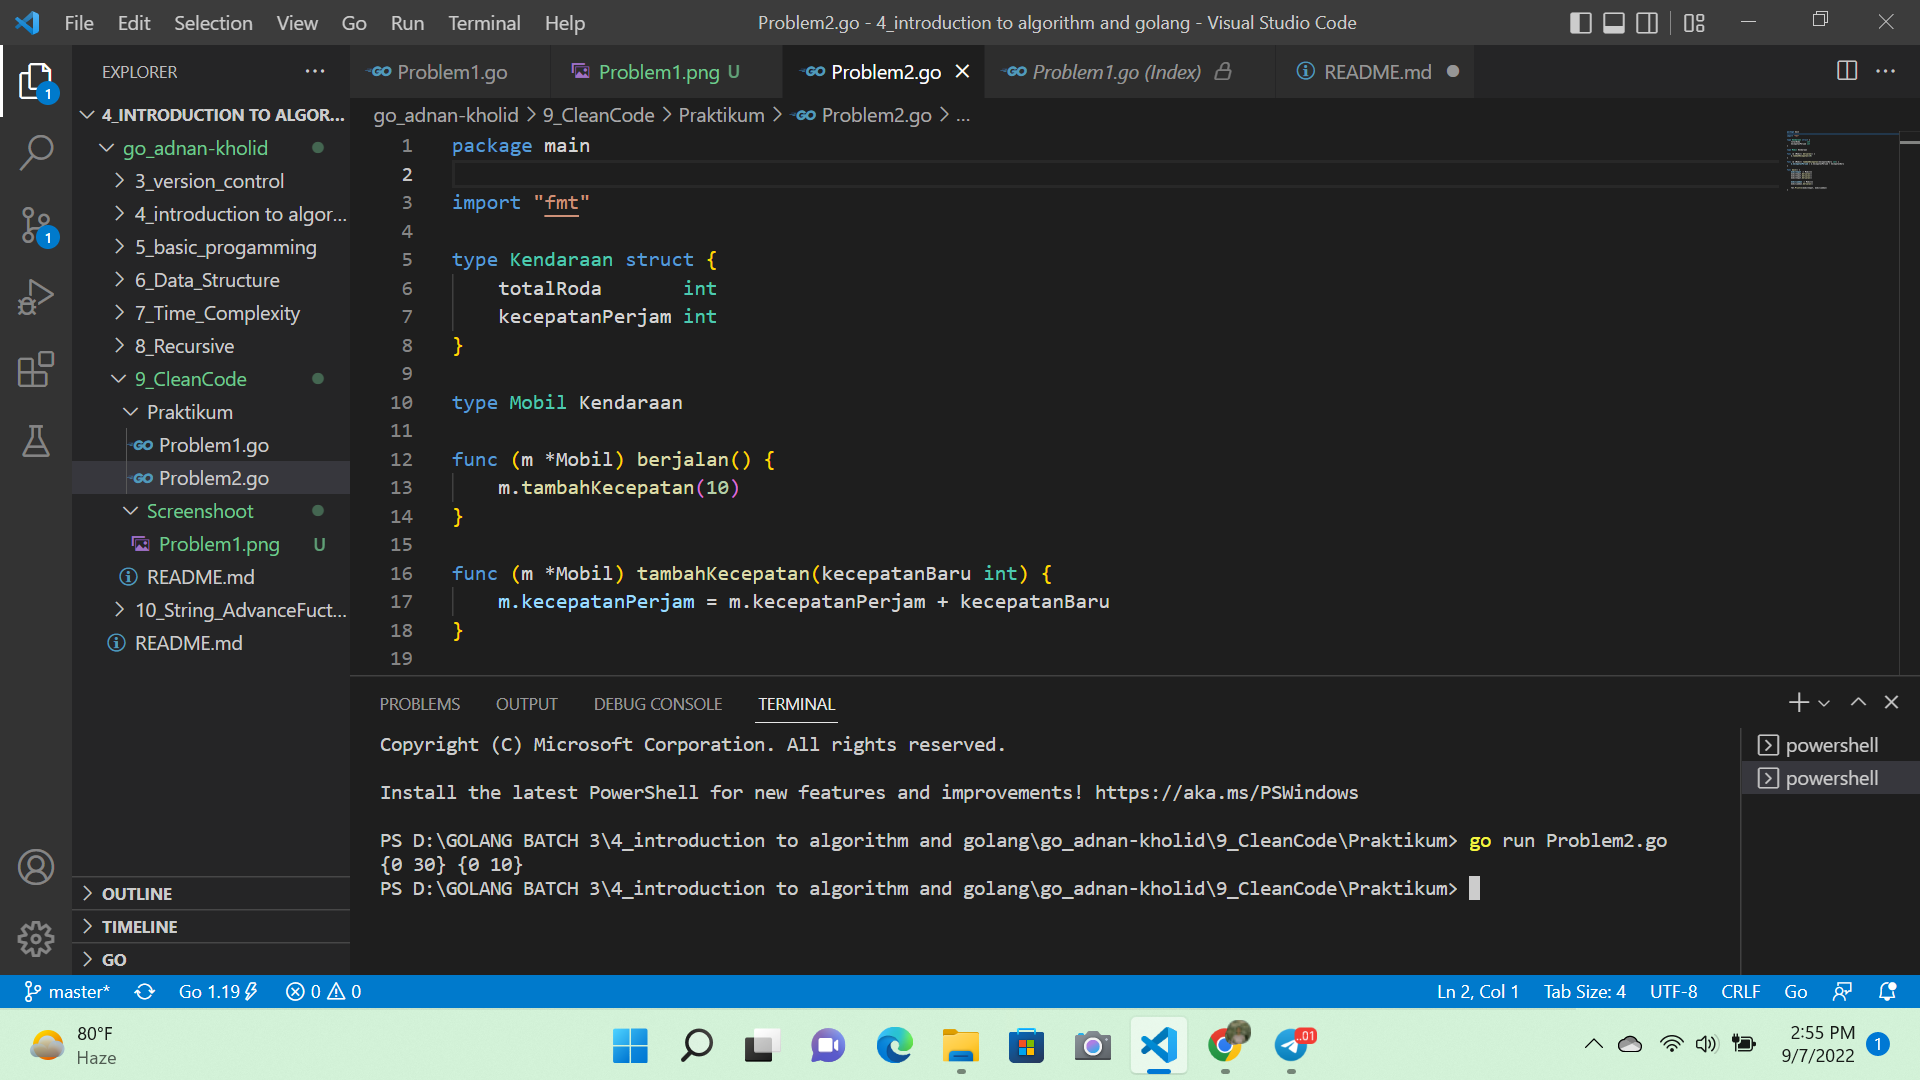 File Edit Selection View Go Run Terminal Help
Problem2.go - 4_introduction to algorithm and golang - Visual Studio Code
EXPLORER
Problem1.go
Problem1.png U
Problem2.go
Problem1.go (Index)
README.md
1
4_INTRODUCTION TO ALGOR...
go_adnan-kholid
3_version_control
4_introduction to algor...
5_basic_progamming
1
6_Data_Structure
7_Time_Complexity
8_Recursive
9_CleanCode
Praktikum
Problem1.go
Problem2.go
Screenshoot
Problem1.png U
README.md
10_String_AdvanceFuct...
README.md
OUTLINE
TIMELINE
GO
go_adnan-kholid > 9_CleanCode > Praktikum > Problem2.go > ...
1 package main
2
3 import "fmt"
4
5 type Kendaraan struct {
6 totalRoda int
7 kecepatanPerjam int
8 }
9
10 type Mobil Kendaraan
11
12 func (m *Mobil) berjalan() {
13 m.tambahKecepatan(10)
14 }
15
16 func (m *Mobil) tambahKecepatan(kecepatanBaru int) {
17 m.kecepatanPerjam = m.kecepatanPerjam + kecepatanBaru
18 }
19
PROBLEMS OUTPUT DEBUG CONSOLE TERMINAL
Copyright (C) Microsoft Corporation. All rights reserved.
Install the latest PowerShell for new features and improvements! https://aka.ms/PSWindows
PS D:\GOLANG BATCH 3\4_introduction to algorithm and golang\go_adnan-kholid\9_CleanCode\Praktikum> go run Problem2.go
{0 30} {0 10}
PS D:\GOLANG BATCH 3\4_introduction to algorithm and golang\go_adnan-kholid\9_CleanCode\Praktikum>
powershell
powershell
master* Go 1.19 0 0
Ln 2, Col 1 Tab Size: 4 UTF-8 CRLF Go
80°F
Haze
01
2:55 PM
9/7/2022
1